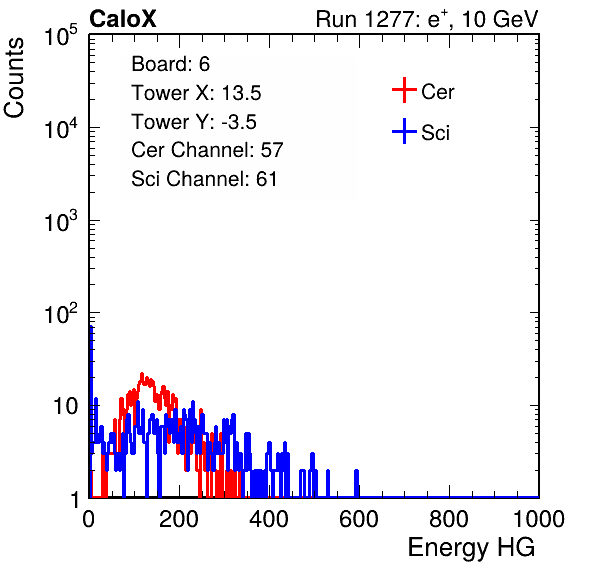 CaloX Run 1277: e⁺, 10 GeV
Counts
Board: 6
Tower X: 13.5
Tower Y: -3.5
Cer Channel: 57
Sci Channel: 61
Cer
Sci
10⁵
10⁴
10³
10²
10
1
0 200 400 600 800 1000
Energy HG